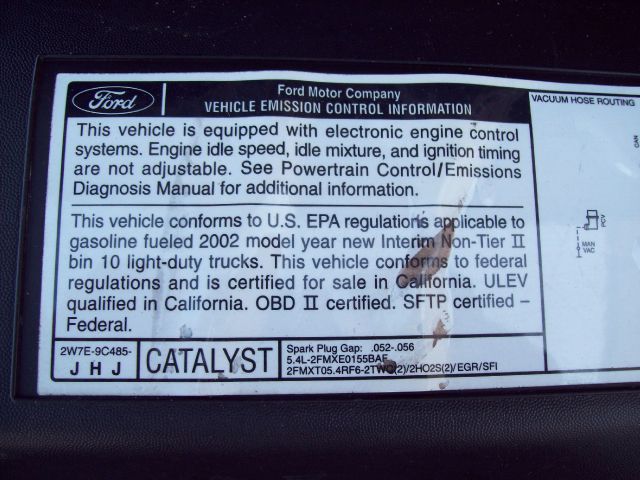 Ford
Ford Motor Company
VEHICLE EMISSION CONTROL INFORMATION
This vehicle is equipped with electronic engine control
systems. Engine idle speed, idle mixture, and ignition timing
are not adjustable. See Powertrain Control/Emissions
Diagnosis Manual for additional information.
This vehicle conforms to U.S. EPA regulations applicable to
gasoline fueled 2002 model year new Interim Non-Tier II
bin 10 light-duty trucks. This vehicle conforms to federal
regulations and is certified for sale in California. ULEV
qualified in California. OBD II certified. SFTP certified –
Federal.
2W7E-9C485-
J H J
CATALYST
Spark Plug Gap: .052-.056
5.4L-2FMXE0155BAE
2FMXT05.4RF6-2TWC(2)/2HO2S(2)/EGR/SFI
VACUUM HOSE ROUTING
CAN
PCV
MAN
VAC